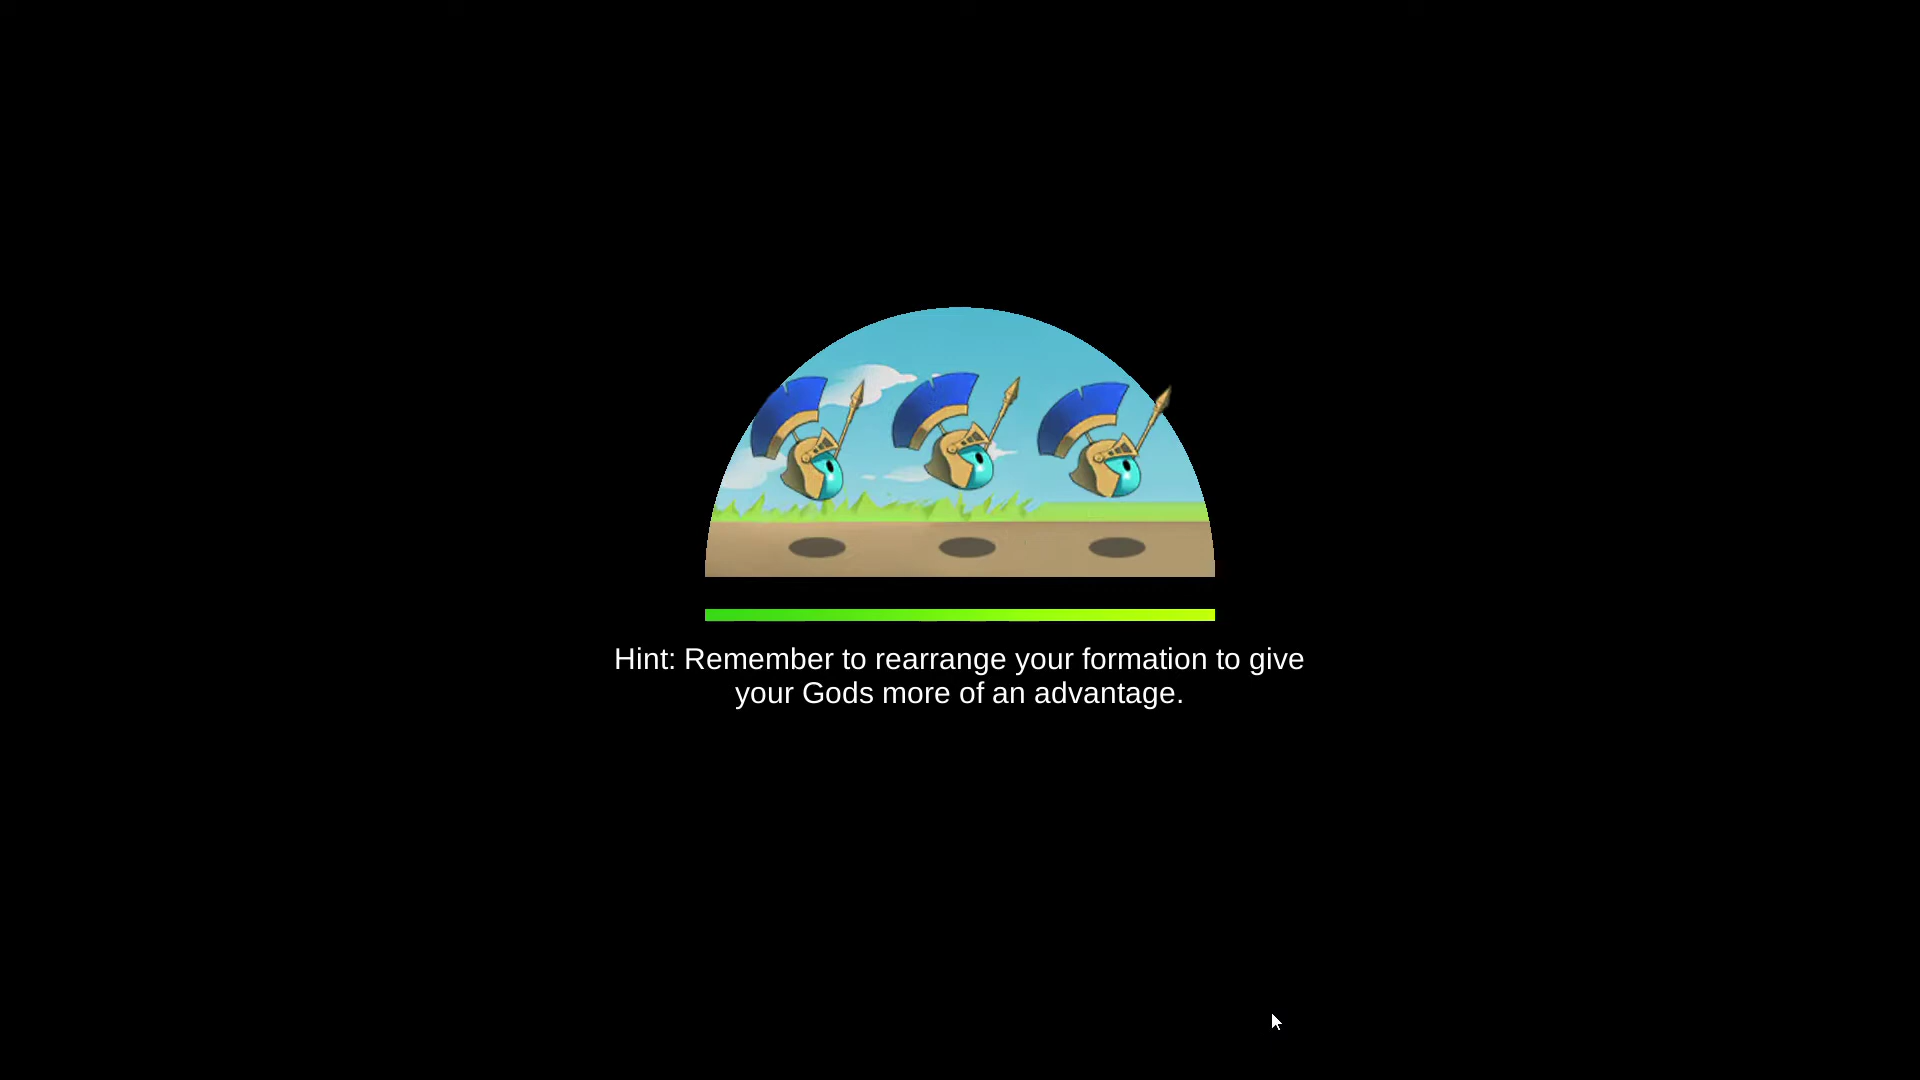 Hint: Remember to rearrange your formation to give
your Gods more of an advantage.